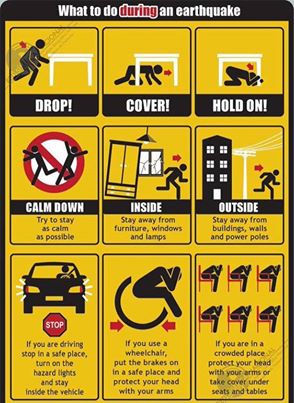 What to do during an earthquake
DROP!
COVER!
HOLD ON!
CALM DOWN
Try to stay
as calm
as possible
INSIDE
Stay away from
furniture, windows
and lamps
OUTSIDE
Stay away from
buildings, walls
and power poles
STOP
If you are driving
stop in a safe place,
turn on the
hazard lights
and stay
inside the vehicle
If you use a
wheelchair,
put the brakes on
in a safe place and
protect your head
with your arms
If you are in a
crowded place
protect your head
with your arms or
take cover under
seats and tables